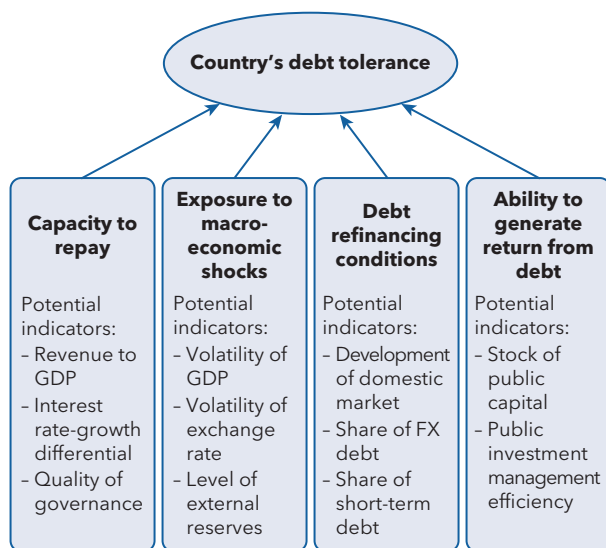 Country's debt tolerance
Capacity to
repay
Potential
indicators:
– Revenue to
GDP
– Interest
rate-growth
differential
– Quality of
governance
Exposure to
macro-
economic
shocks
Potential
indicators:
– Volatility of
GDP
– Volatility of
exchange
rate
– Level of
external
reserves
Debt
refinancing
conditions
Potential
indicators:
– Development
of domestic
market
– Share of FX
debt
– Share of
short-term
debt
Ability to
generate
return from
debt
Potential
indicators:
– Stock of
public
capital
– Public
investment
management
efficiency